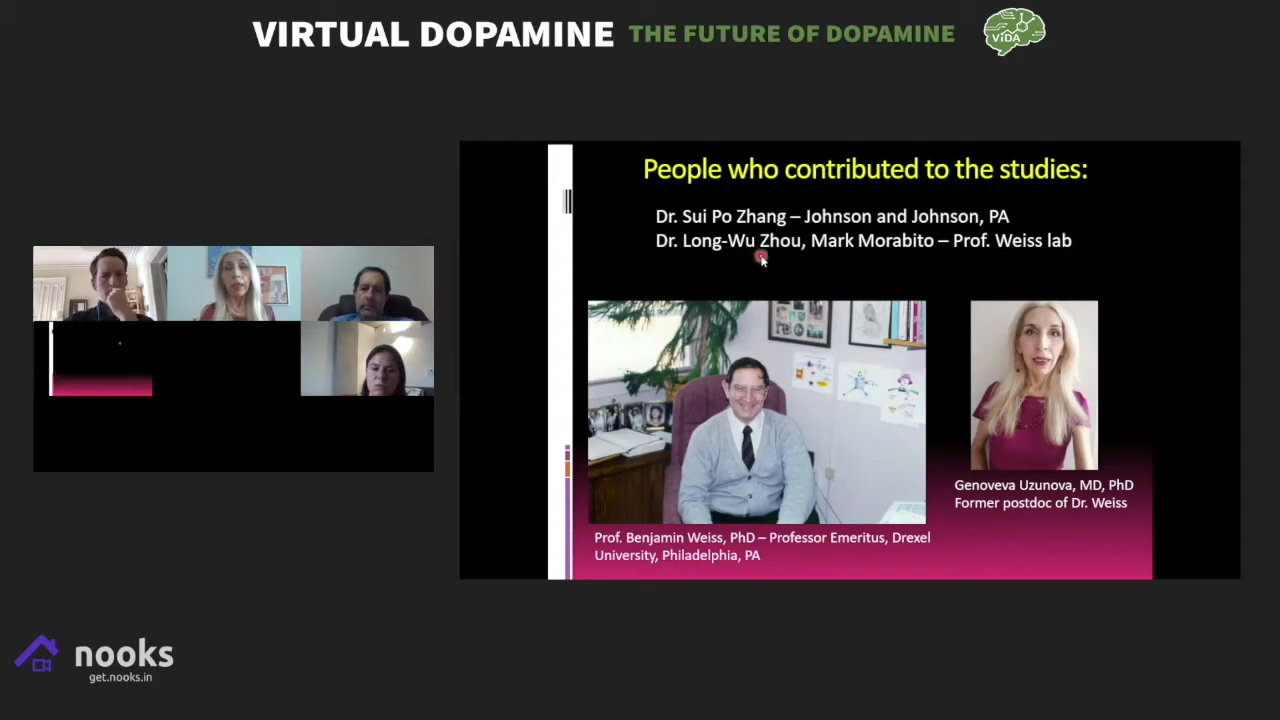 VIRTUAL DOPAMINE THE FUTURE OF DOPAMINE
ViDA
People who contributed to the studies:
Dr. Sui Po Zhang – Johnson and Johnson, PA
Dr. Long-Wu Zhou, Mark Morabito – Prof. Weiss lab
Genoveva Uzunova, MD, PhD
Former postdoc of Dr. Weiss
Prof. Benjamin Weiss, PhD – Professor Emeritus, Drexel
University, Philadelphia, PA
nooks
get.nooks.in